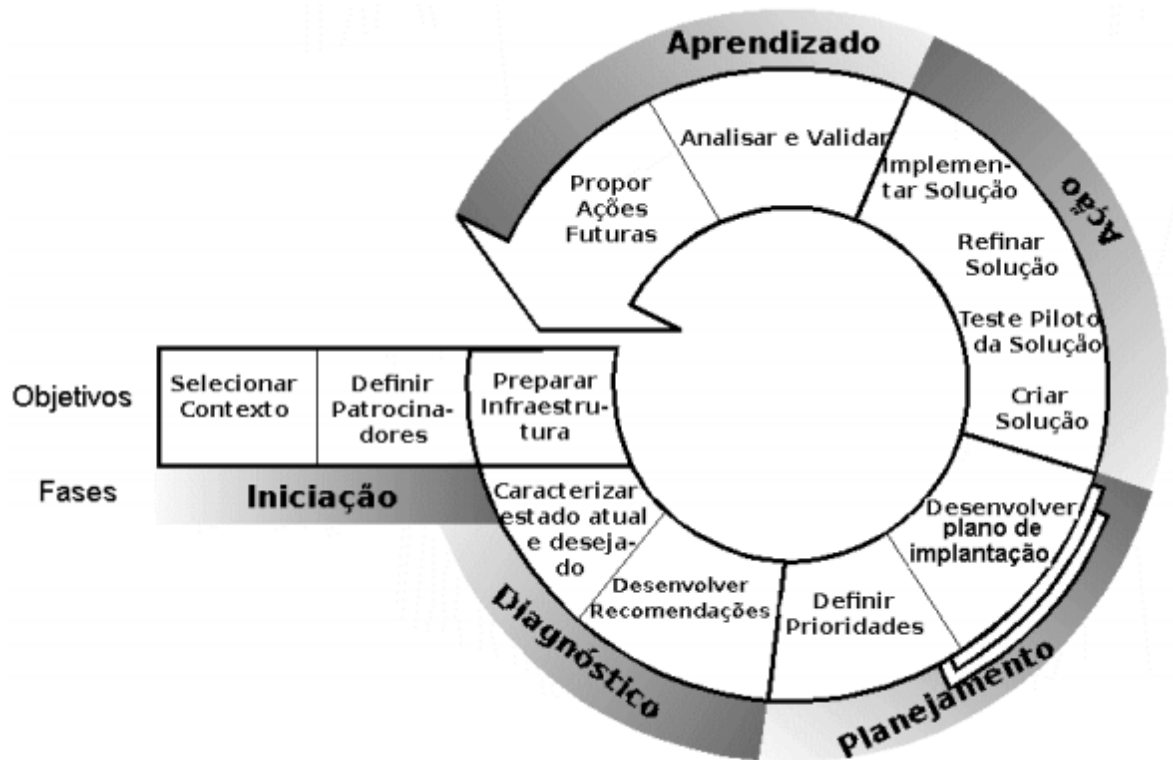 Aprendizado
Analisar e Validar
Propor
Ações
Futuras
Implemen-
tar Solução
Ação
Refinar
Solução
Teste Piloto
da Solução
Criar
Solução
Objetivos
Selecionar
Contexto
Definir
Patrocina-
dores
Preparar
Infraestru-
tura
Fases
Iniciação
Caracterizar
estado atual
e deseja-
do
Desenvolver
Recomendações
Diagnóstico
Definir
Prioridades
Desenvolver
plano de
implantação
Planejamento